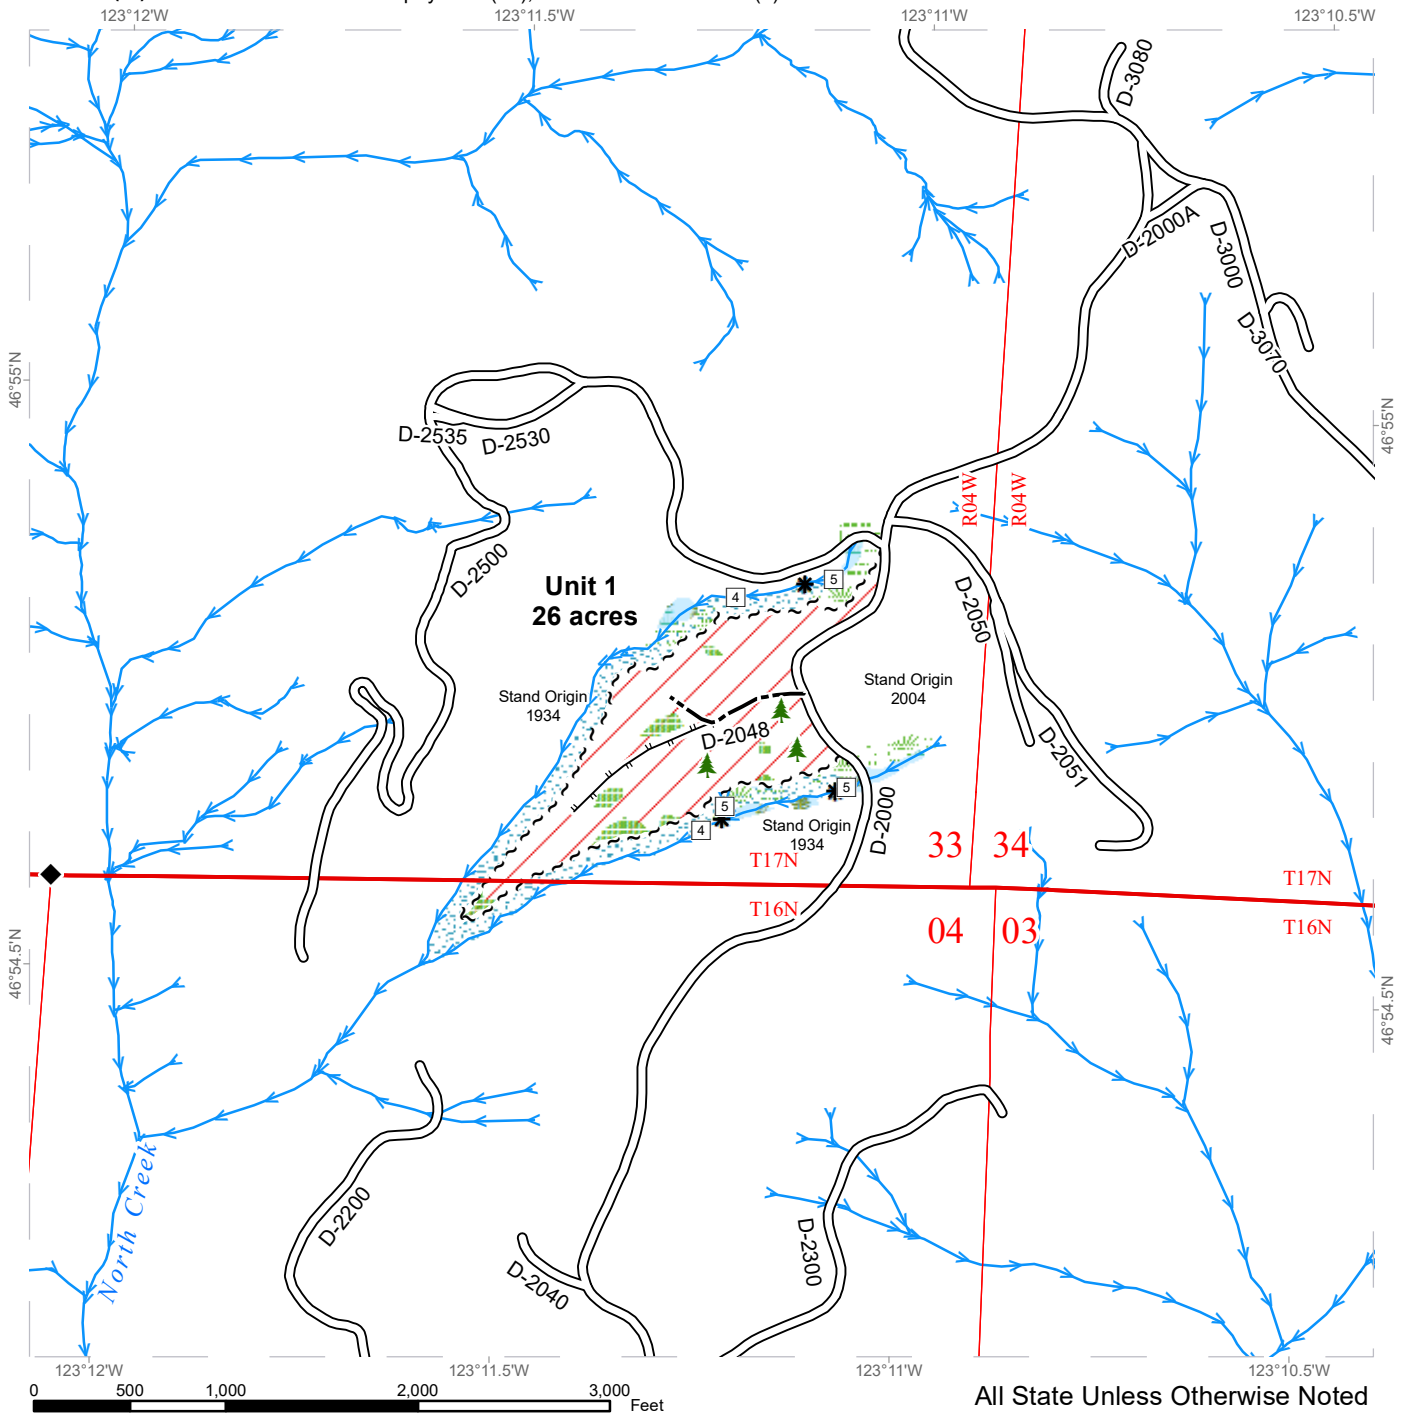 123°12'W
123°11.5'W
123°11'W
123°10.5'W
D-3080
D-2000A
D-3000
D-3070
46°55'N
46°55'N
D-2535
D-2530
R04W
R04W
D-2500
Unit 1
26 acres
5
4
D-2050
Stand Origin
1934
Stand Origin
2004
D-2048
D-2051
5
5
4
Stand Origin
1934
D-2000
33
34
T17N
T17N
T16N
T16N
04
03
46°54.5'N
46°54.5'N
North Creek
D-2200
D-2040
D-2300
123°12'W
123°11.5'W
123°11'W
123°10.5'W
0
500
1,000
2,000
3,000
Feet
All State Unless Otherwise Noted